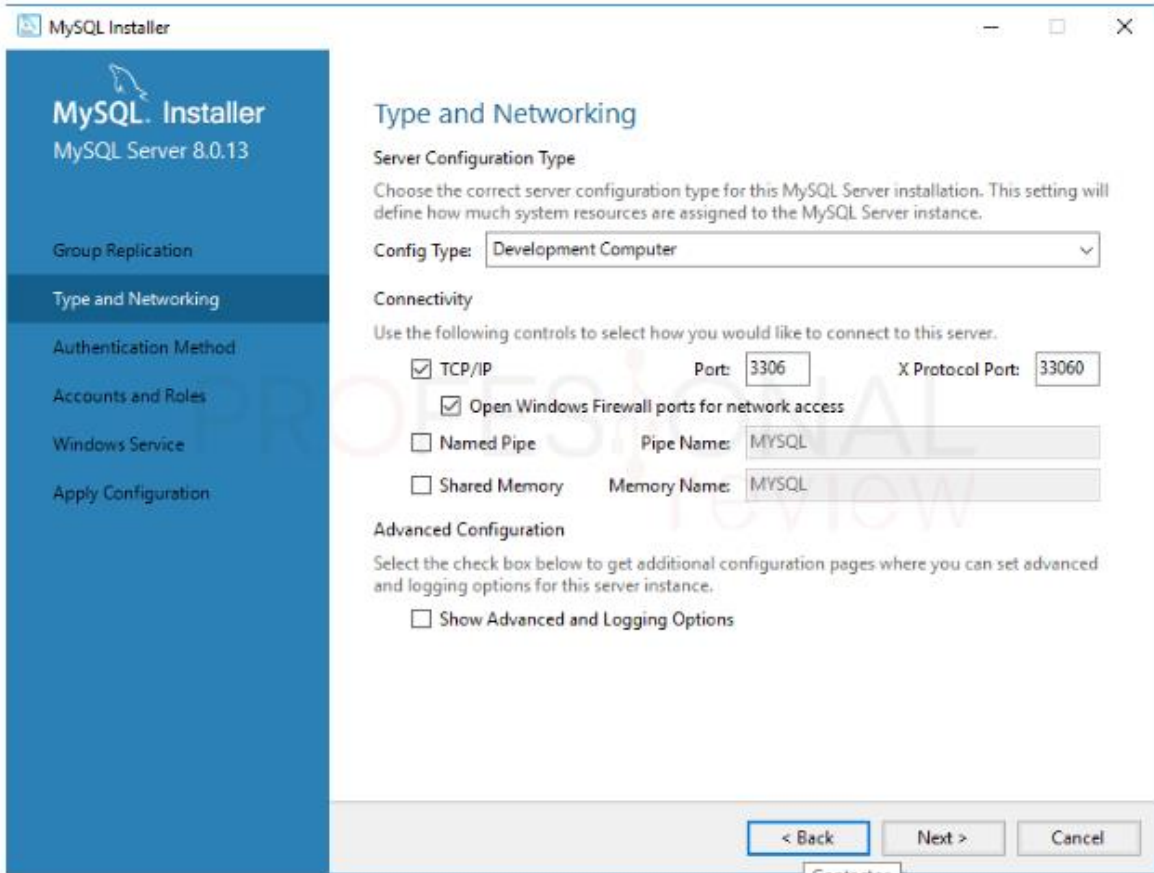 MySQL Installer
MySQL. Installer
MySQL Server 8.0.13
Group Replication
Type and Networking
Authentication Method
Accounts and Roles
Windows Service
Apply Configuration
Type and Networking
Server Configuration Type
Choose the correct server configuration type for this MySQL Server installation. This setting will
define how much system resources are assigned to the MySQL Server instance.
Config Type: Development Computer
Connectivity
Use the following controls to select how you would like to connect to this server.
TCP/IP Port: 3306 X Protocol Port: 33060
Open Windows Firewall ports for network access
Named Pipe Pipe Name: MYSQL
Shared Memory Memory Name: MYSQL
PROFESIONAL
review
Advanced Configuration
Select the check box below to get additional configuration pages where you can set advanced
and logging options for this server instance.
Show Advanced and Logging Options
< Back Next > Cancel